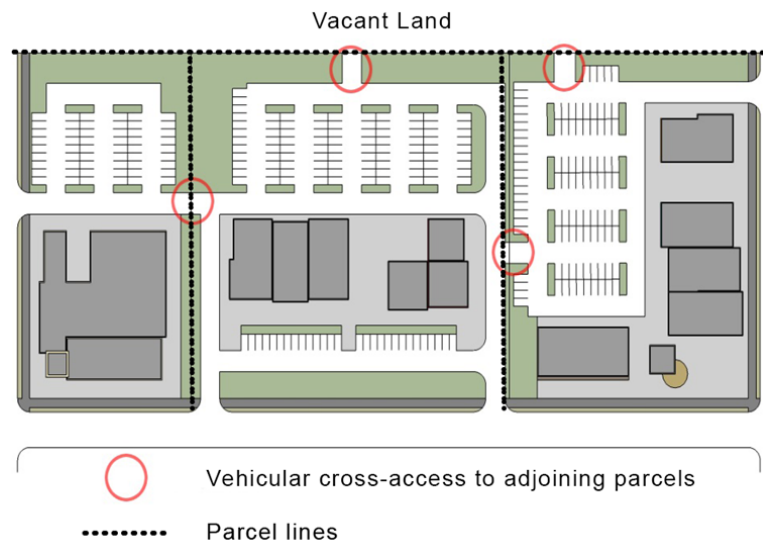 Vacant Land
Vehicular cross-access to adjoining parcels
Parcel lines